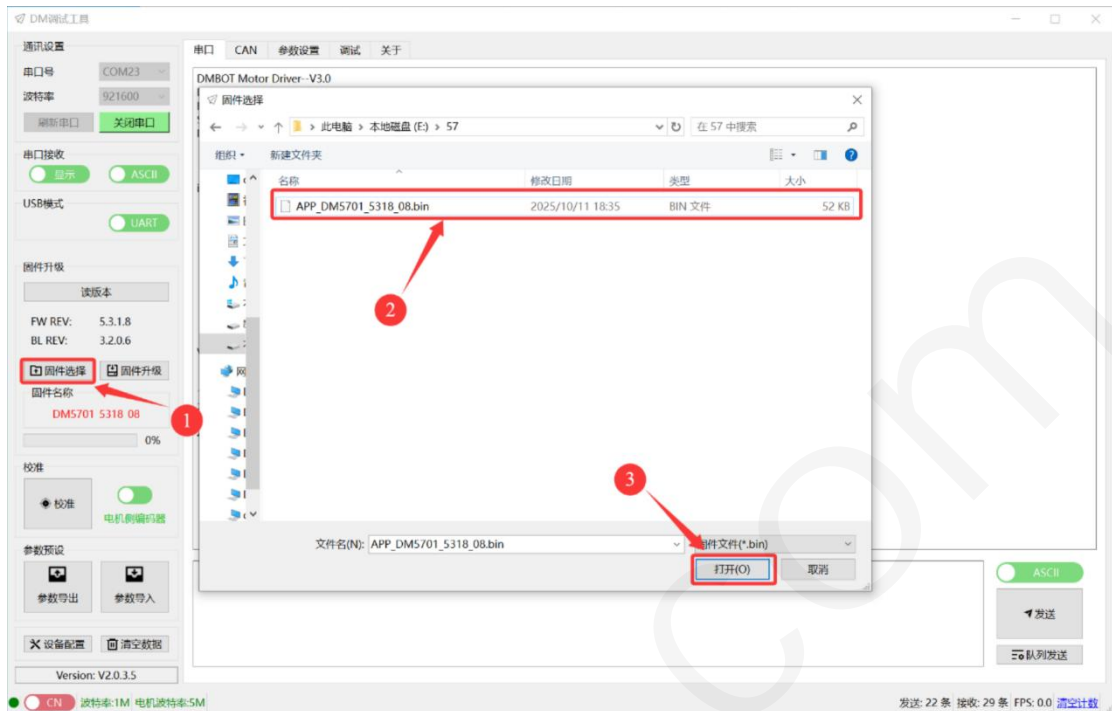 DM调试工具
通讯设置
串口号 COM23
波特率 921600
刷新串口 关闭串口
串口接收
显示 ASCII
USB模式
UART
固件升级
读版本
FW REV: 5.3.1.8
BL REV: 3.2.0.6
固件选择 固件升级
固件名称
DM5701 5318 08
0%
校准
校准
电机侧编码器
参数预设
参数导出 参数导入
设备配置 清空数据
Version: V2.0.3.5
CN 波特率:1M 电机波特率:5M
串口 CAN 参数设置 调试 关于
DMBOT Motor Driver--V3.0
固件选择
此电脑 > 本地磁盘 (E:) > 57
在 57 中搜索
组织 新建文件夹
名称 修改日期 类型 大小
APP_DM5701_5318_08.bin 2025/10/11 18:35 BIN 文件 52 KB
1
2
3
文件名(N): APP_DM5701_5318_08.bin
固件文件(*.bin)
打开(O) 取消
ASCII
发送
队列发送
发送: 22 条 接收: 29 条 FPS: 0.0 清空计数
com